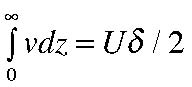 ∫₀^∞ vdz = Uδ / 2